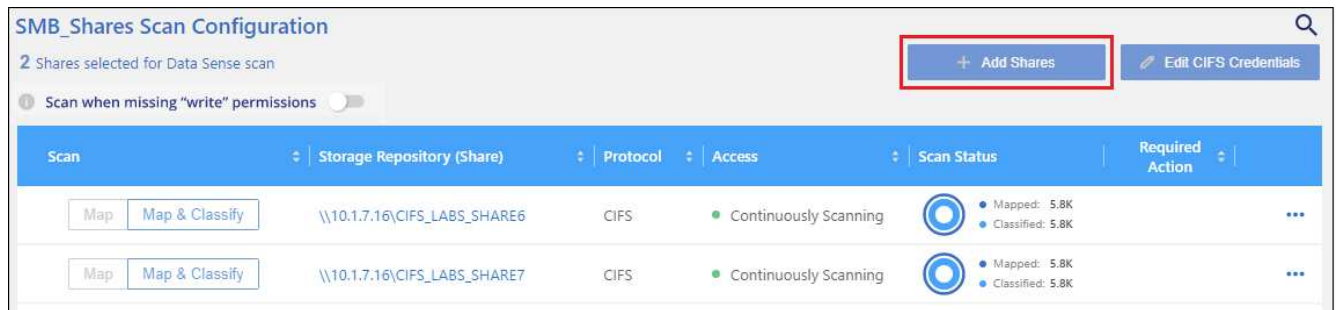 SMB_Shares Scan Configuration
2 Shares selected for Data Sense scan
+ Add Shares
Edit CIFS Credentials
Scan when missing "write" permissions
Scan Storage Repository (Share) Protocol Access Scan Status Required Action
Map Map & Classify \\10.1.7.16\CIFS_LABS_SHARE6 CIFS Continuously Scanning Mapped: 5.8K
Classified: 5.8K
Map Map & Classify \\10.1.7.16\CIFS_LABS_SHARE7 CIFS Continuously Scanning Mapped: 5.8K
Classified: 5.8K